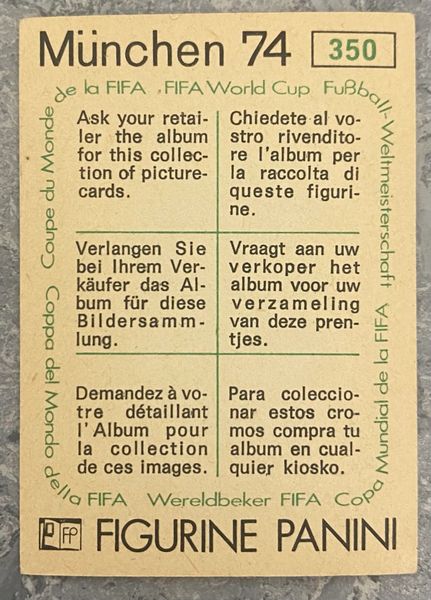 München 74 350
Coupe du Monde de la FIFA . FIFA World Cup Fußball-Weltmeisterschaft
Ask your retai-
ler the album
for this collec-
tion of picture-
cards.
Chiedete al vo-
stro rivendito-
re l'album per
la raccolta di
queste figuri-
ne.
Verlangen Sie
bei Ihrem Ver-
käufer das Al-
bum für diese
Bildersamm-
lung.
Vraagt aan uw
verkoper het
album voor uw
verzameling
van deze pren-
tjes.
Demandez à vo-
tre détaillant
l'Album pour
la collection
de ces images.
Para coleccio-
nar estos cro-
mos compra tu
album en cual-
quier kiosko.
Coppa del Mondo della FIFA Wereldbeker FIFA Copa Mundial de la FIFA
FP FIGURINE PANINI